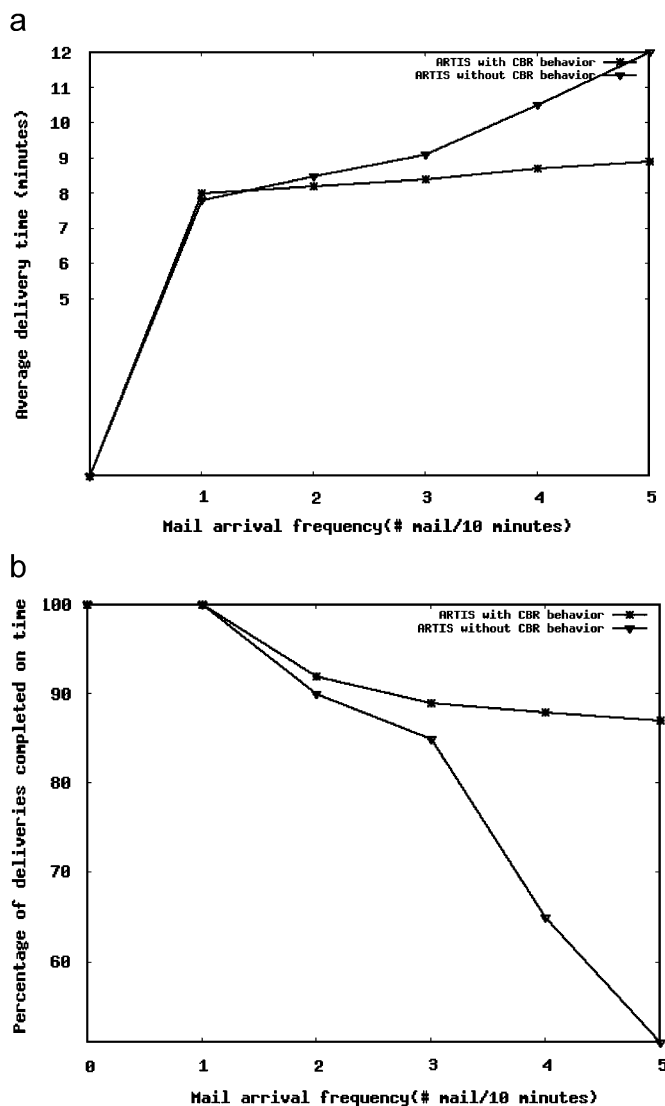 a
12
11
10
9
8
7
6
5
Average delivery time (minutes)
ARTIS with CBR behavior
ARTIS without CBR behavior
1 2 3 4 5
Mail arrival frequency(# mail/10 minutes)
b
100
90
80
70
60
Percentage of deliveries completed on time
ARTIS with CBR behavior
ARTIS without CBR behavior
0 1 2 3 4 5
Mail arrival frequency(# mail/10 minutes)